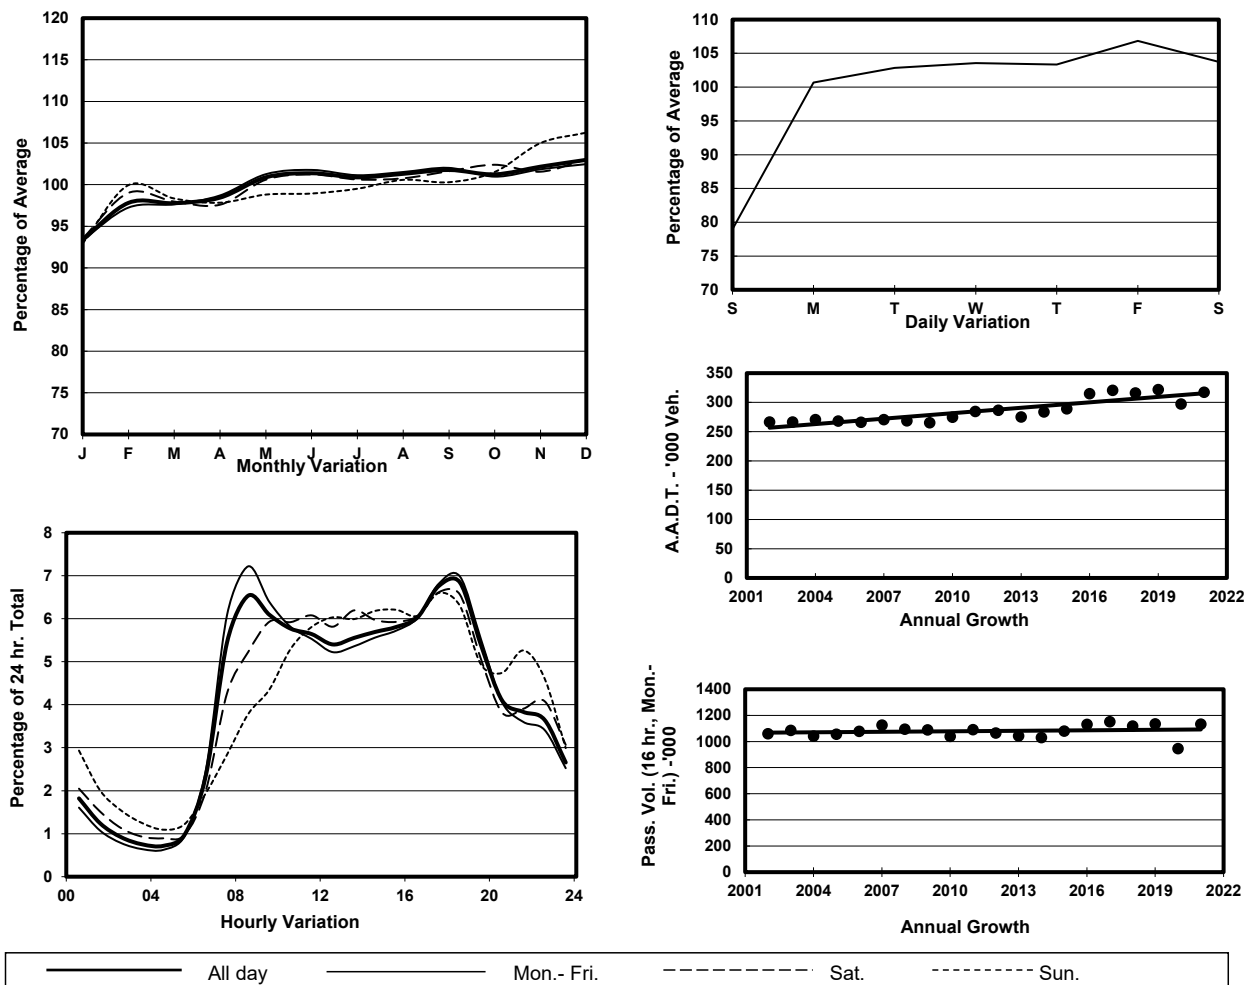 120
115
110
105
100
95
90
85
80
75
70
Percentage of Average
J F M A M J J A S O N D
Monthly Variation
110
105
100
95
90
85
80
75
70
Percentage of Average
S M T W T F S
Daily Variation
350
300
250
200
150
100
50
0
A.A.D.T. - '000 Veh.
2001 2004 2007 2010 2013 2016 2019 2022
Annual Growth
8
7
6
5
4
3
2
1
0
Percentage of 24 hr. Total
00 04 08 12 16 20 24
Hourly Variation
1400
1200
1000
800
600
400
200
0
Pass. Vol. (16 hr., Mon.-
Fri.) -'000
2001 2004 2007 2010 2013 2016 2019 2022
Annual Growth
All day Mon.- Fri. Sat. Sun.